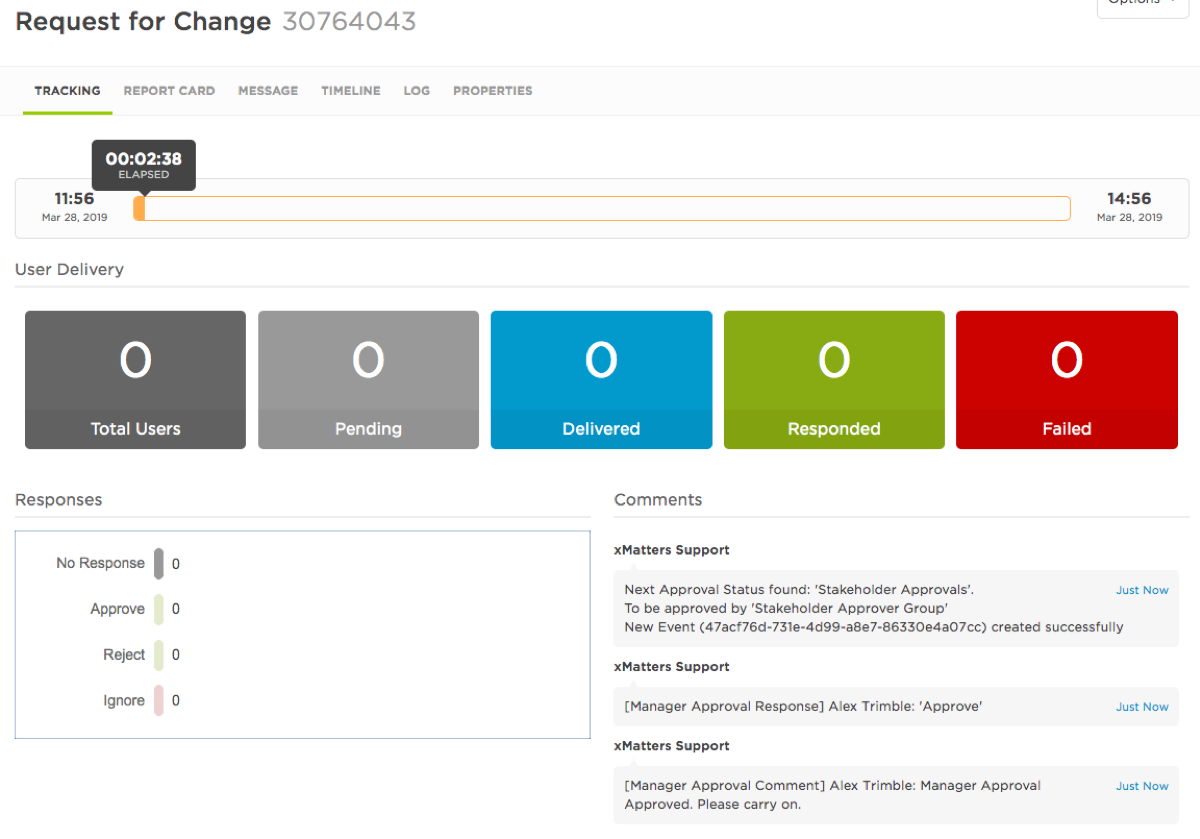 Request for Change 30764043
Options
TRACKING REPORT CARD MESSAGE TIMELINE LOG PROPERTIES
00:02:38
ELAPSED
11:56
Mar 28, 2019
14:56
Mar 28, 2019
User Delivery
0
Total Users
0
Pending
0
Delivered
0
Responded
0
Failed
Responses
No Response 0
Approve 0
Reject 0
Ignore 0
Comments
xMatters Support
Next Approval Status found: 'Stakeholder Approvals'. Just Now
To be approved by 'Stakeholder Approver Group'
New Event (47acf76d-731e-4d99-a8e7-86330e4a07cc) created successfully
xMatters Support
[Manager Approval Response] Alex Trimble: 'Approve' Just Now
xMatters Support
[Manager Approval Comment] Alex Trimble: Manager Approval Just Now
Approved. Please carry on.